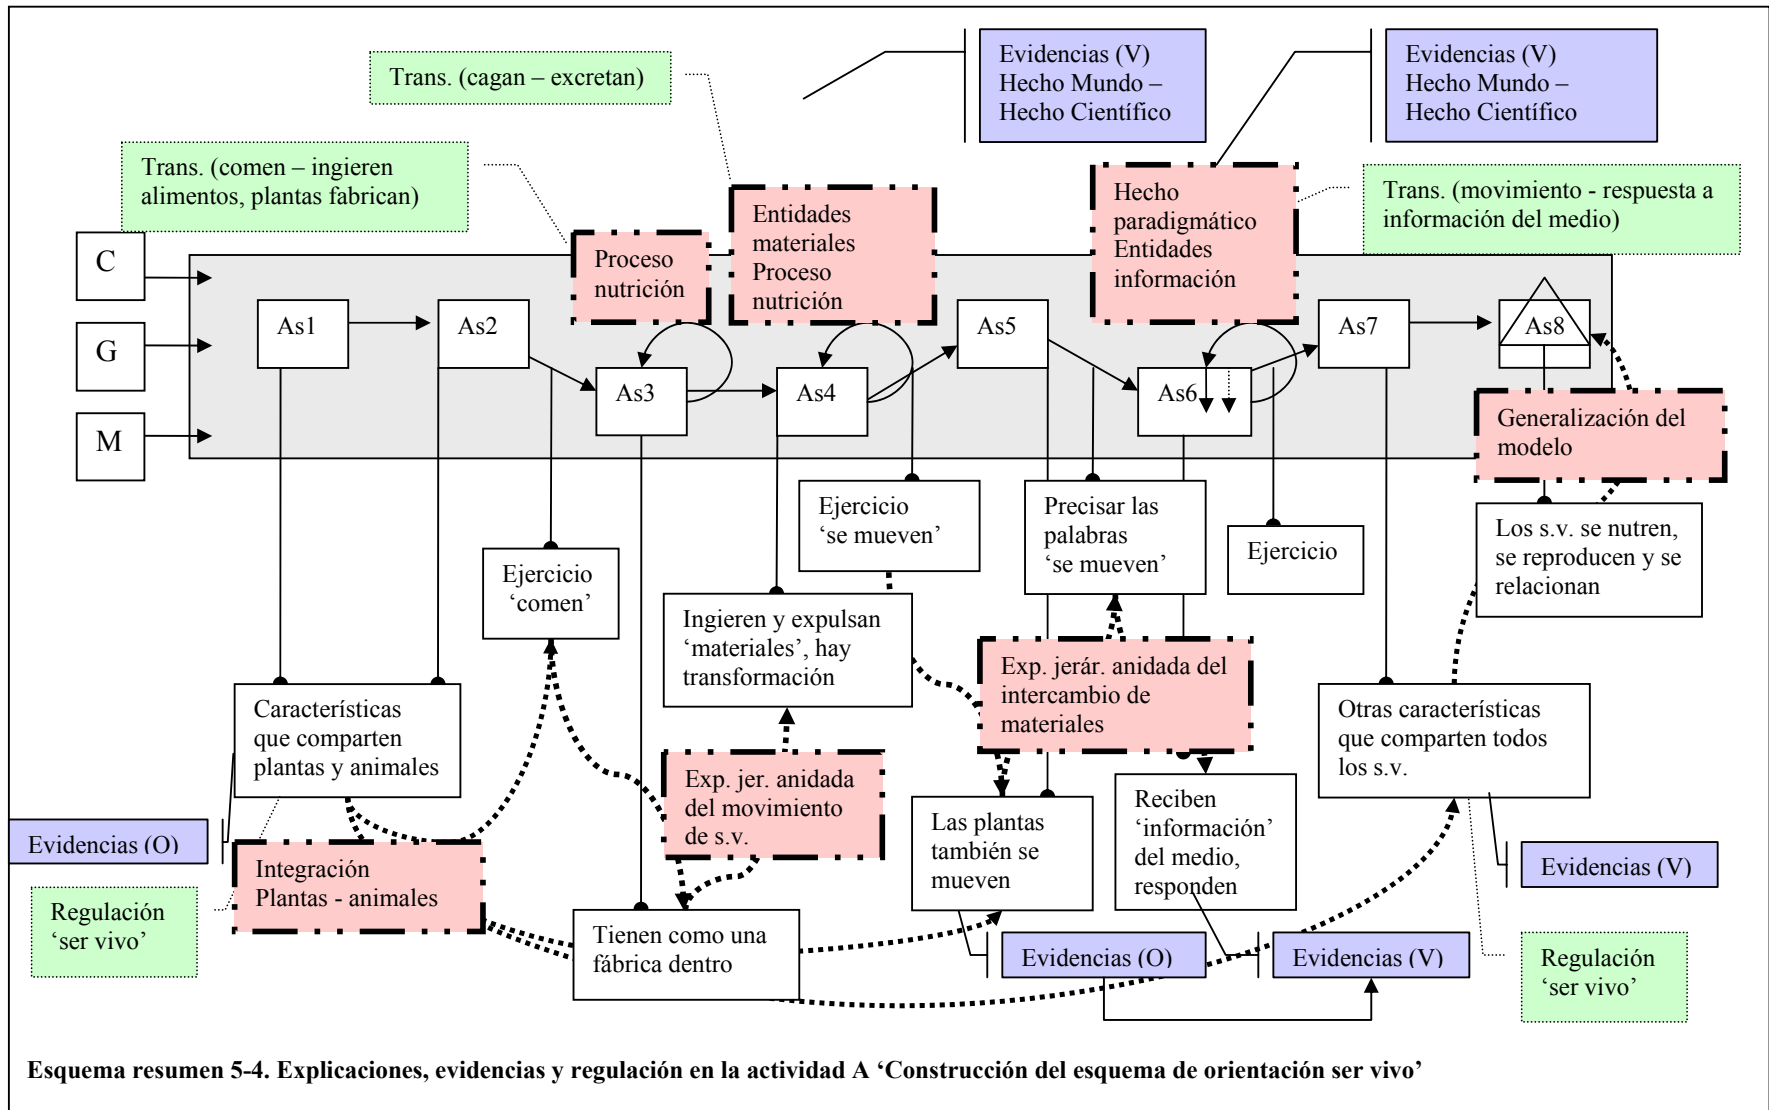 Evidencias (V)
Hecho Mundo –
Hecho Científico
Evidencias (V)
Hecho Mundo –
Hecho Científico
Trans. (cagan – excretan)
Trans. (comen – ingieren
alimentos, plantas fabrican)
Trans. (movimiento - respuesta a
información del medio)
Proceso
nutrición
Entidades
materiales
Proceso
nutrición
Hecho
paradigmático
Entidades
información
C
G
M
As1
As2
As3
As4
As5
As6
As7
As8
Generalización del
modelo
Ejercicio
‘se mueven’
Precisar las
palabras
‘se mueven’
Ejercicio
Los s.v. se nutren,
se reproducen y se
relacionan
Ejercicio
‘comen’
Ingieren y expulsan
‘materiales’, hay
transformación
Exp. jerár. anidada del
intercambio de
materiales
Características
que comparten
plantas y animales
Otras características
que comparten todos
los s.v.
Exp. jer. anidada
del movimiento
de s.v.
Las plantas
también se
mueven
Reciben
‘información’
del medio,
responden
Evidencias (O)
Integración
Plantas - animales
Evidencias (V)
Regulación
‘ser vivo’
Tienen como una
fábrica dentro
Evidencias (O)
Evidencias (V)
Regulación
‘ser vivo’
Esquema resumen 5-4. Explicaciones, evidencias y regulación en la actividad A ‘Construcción del esquema de orientación ser vivo’